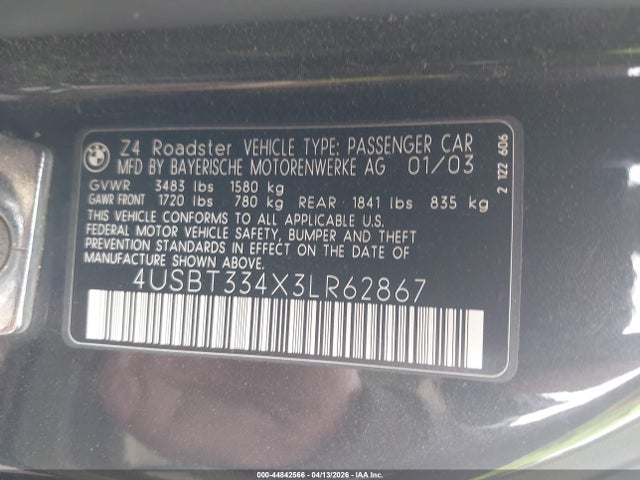 Z4 Roadster VEHICLE TYPE: PASSENGER CAR
MFD BY BAYERISCHE MOTORENWERKE AG 01/03
GVWR 3483 lbs 1580 kg
GAWR FRONT 1720 lbs 780 kg REAR 1841 lbs 835 kg
THIS VEHICLE CONFORMS TO ALL APPLICABLE U.S.
FEDERAL MOTOR VEHICLE SAFETY, BUMPER AND THEFT
PREVENTION STANDARDS IN EFFECT ON THE DATE OF
MANUFACTURE SHOWN ABOVE.
4USBT334X3LR62867
2 122 606
000-44842566 - 04/13/2026 - IAA Inc.